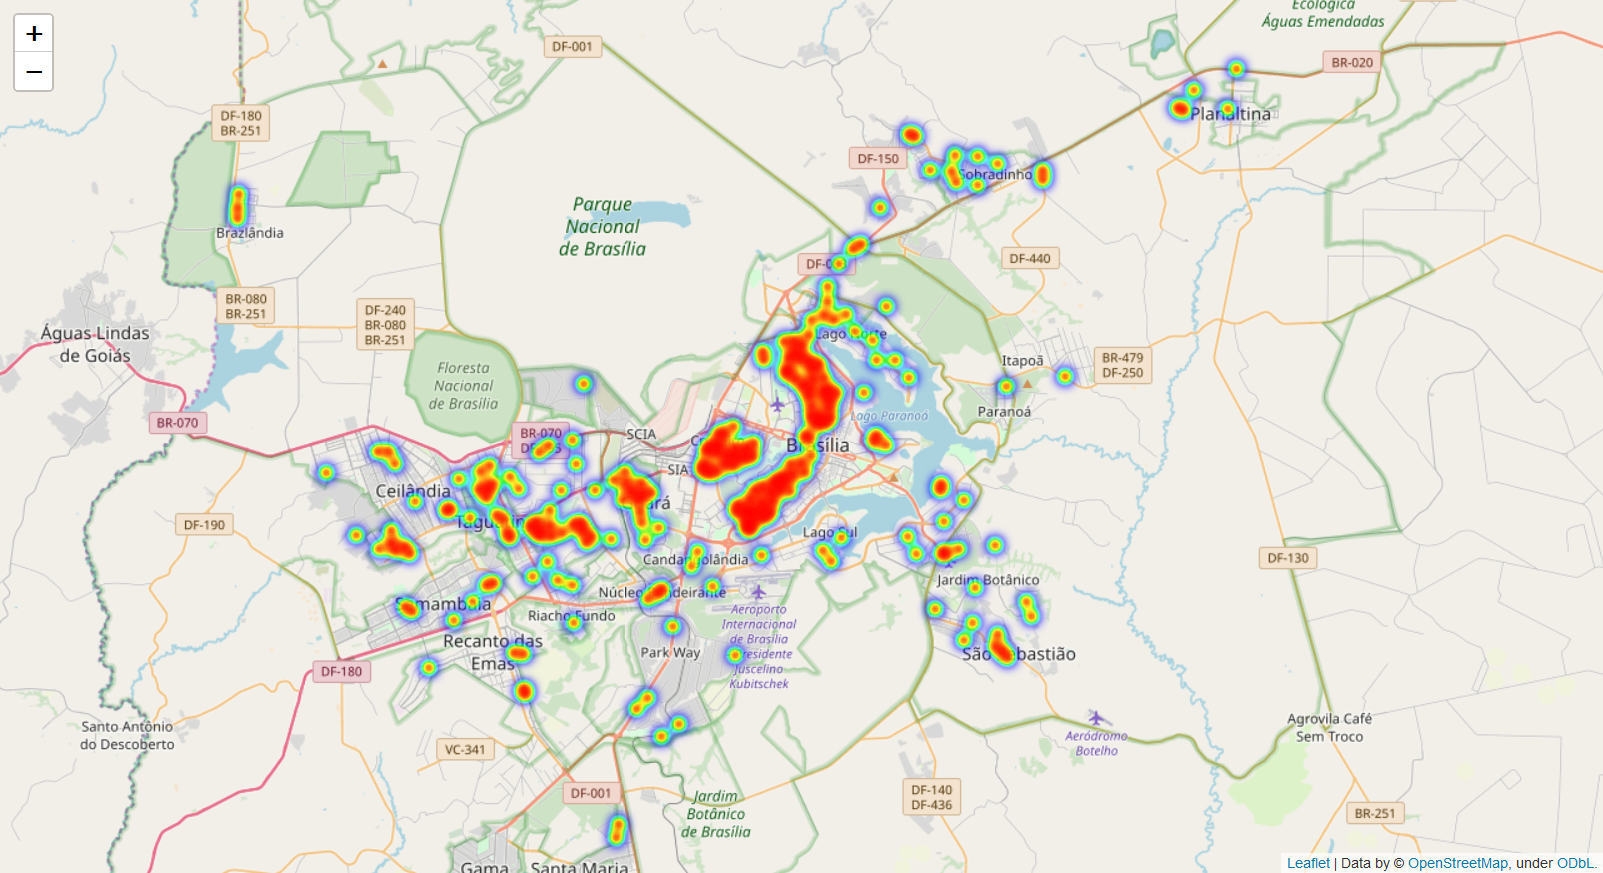 +
−
Ecológica
Águas Emendadas
DF-001
BR-020
DF-180
BR-251
Planaltina
DF-150
Sobradinho
Parque
Nacional
de Brasília
Brazlândia
DF-440
BR-080
BR-251
DF-240
BR-080
BR-251
Águas Lindas
de Goiás
Lago Norte
Itapoã
BR-479
DF-250
Floresta
Nacional
de Brasília
Paranoá
Lago Paranoá
BR-070
BR-070
SCIA
Brasília
SIA
Ceilândia
DF-190
Lago Sul
DF-130
Candangolândia
Jardim Botânico
Núcleo Bandeirante
Samambaia
Riacho Fundo
Aeroporto
Internacional
de Brasília
Presidente
Juscelino
Kubitschek
Recanto das
Emas
Park Way
São Sebastião
DF-180
Santo Antônio
do Descoberto
VC-341
Aeródromo
Botelho
Agrovila Café
Sem Troco
DF-001
Jardim
Botânico
de Brasília
DF-140
DF-436
BR-251
Gama
Santa Maria
Leaflet | Data by © OpenStreetMap, under ODbL.